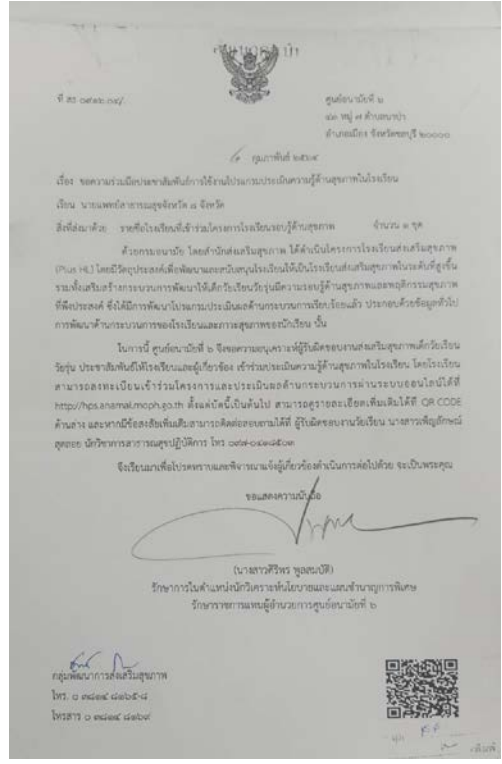 ที่ สธ ๐๙๑๒.๐๔/
ศูนย์อนามัยที่ ๖
๔๓ หมู่ ๗ ตำบลนาป่า
อำเภอเมือง จังหวัดชลบุรี ๒๐๐๐๐
กุมภาพันธ์ ๒๕๖๔
เรื่อง ขอความร่วมมือประชาสัมพันธ์การใช้งานโปรแกรมประเมินความรู้ด้านสุขภาพในโรงเรียน
เรียน นายแพทย์สาธารณสุขจังหวัด ๘ จังหวัด
สิ่งที่ส่งมาด้วย รายชื่อโรงเรียนที่เข้าร่วมโครงการโรงเรียนรอบรู้ด้านสุขภาพ จำนวน ๑ ชุด
ด้วยกรมอนามัย โดยสำนักส่งเสริมสุขภาพ ได้ดำเนินโครงการโรงเรียนส่งเสริมสุขภาพ
(Plus HL) โดยมีวัตถุประสงค์เพื่อพัฒนาและสนับสนุนโรงเรียนให้เป็นโรงเรียนส่งเสริมสุขภาพในระดับที่สูงขึ้น
รวมทั้งเสริมสร้างกระบวนการพัฒนาให้เด็กวัยเรียนวัยรุ่นมีความรอบรู้ด้านสุขภาพและพฤติกรรมสุขภาพ
ที่พึงประสงค์ ซึ่งได้มีการพัฒนาโปรแกรมประเมินผลด้านกระบวนการเรียบร้อยแล้ว ประกอบด้วยข้อมูลทั่วไป
การพัฒนาด้านกระบวนการของโรงเรียนและภาวะสุขภาพของนักเรียน นั้น
ในการนี้ ศูนย์อนามัยที่ ๖ จึงขอความอนุเคราะห์ผู้รับผิดชอบงานส่งเสริมสุขภาพเด็กวัยเรียน
วัยรุ่น ประชาสัมพันธ์ให้โรงเรียนและผู้เกี่ยวข้อง เข้าร่วมประเมินความรู้ด้านสุขภาพในโรงเรียน โดยโรงเรียน
สามารถลงทะเบียนเข้าร่วมโครงการและประเมินผลด้านกระบวนการผ่านระบบออนไลน์ได้ที่
http://hps.anamai.moph.go.th ตั้งแต่บัดนี้เป็นต้นไป สามารถดูรายละเอียดเพิ่มเติมได้ที่ QR CODE
ด้านล่าง และหากมีข้อสงสัยเพิ่มเติมสามารถติดต่อสอบถามได้ที่ ผู้รับผิดชอบงานวัยเรียน นางสาวเพ็ญลักษณ์
สุดสอย นักวิชาการสาธารณสุขปฏิบัติการ โทร
จึงเรียนมาเพื่อโปรดทราบและพิจารณาแจ้งผู้เกี่ยวข้องดำเนินการต่อไปด้วย จะเป็นพระคุณ
ขอแสดงความนับถือ
(นางสาวศิริพร พูลสมบัติ)
รักษาการในตำแหน่งนักวิเคราะห์นโยบายและแผนชำนาญการพิเศษ
รักษาราชการแทนผู้อำนวยการศูนย์อนามัยที่ ๖
กลุ่มพัฒนาการส่งเสริมสุขภาพ
โทร. ๐ ๓๘๑๔ ๘๑๖๕-๘
โทรสาร ๐ ๓๘๑๔ ๘๑๖๙